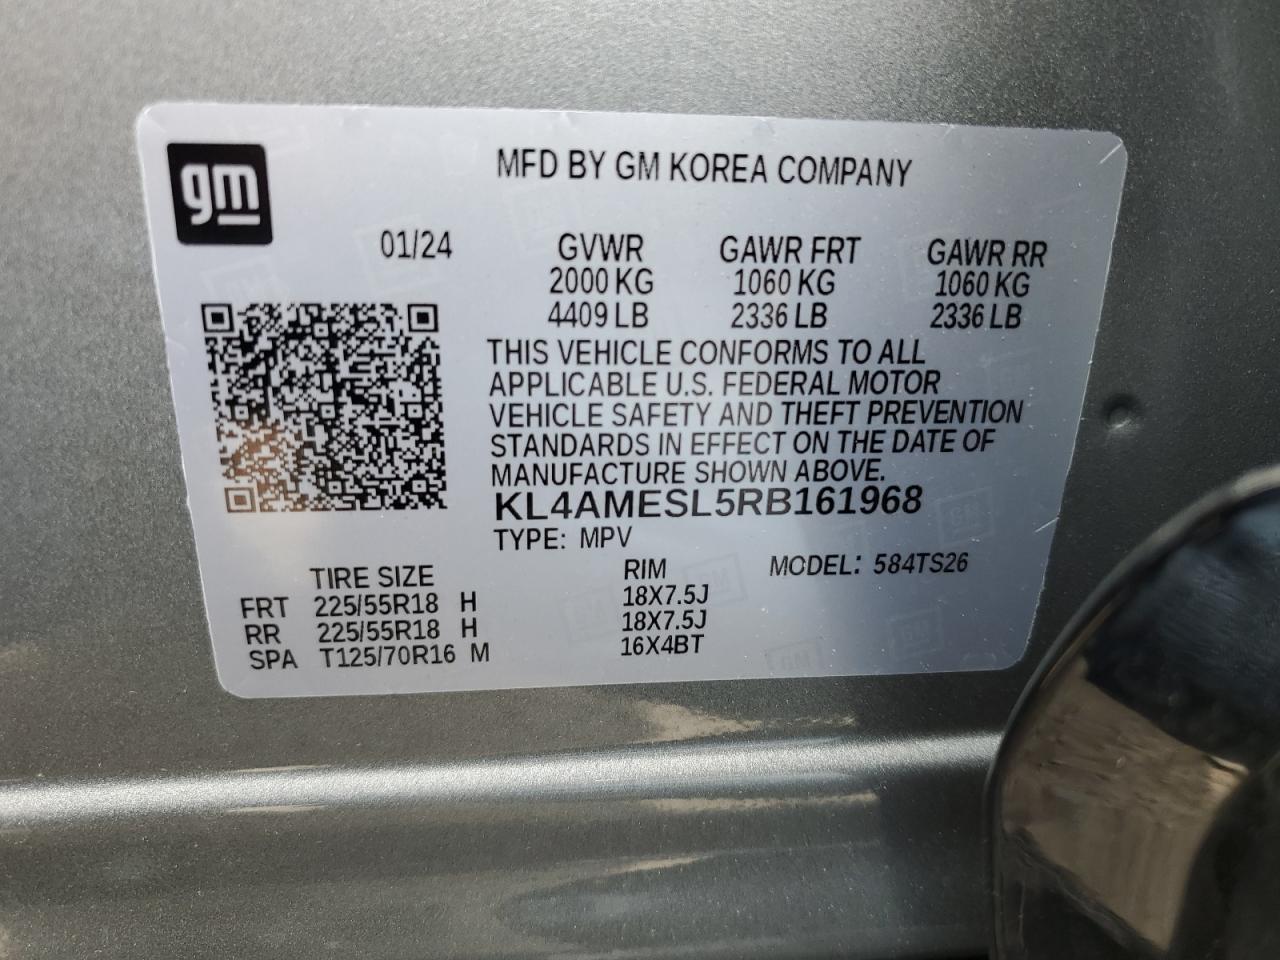 gm
MFD BY GM KOREA COMPANY
01/24
GVWR GAWR FRT GAWR RR
2000 KG 1060 KG 1060 KG
4409 LB 2336 LB 2336 LB
THIS VEHICLE CONFORMS TO ALL
APPLICABLE U.S. FEDERAL MOTOR
VEHICLE SAFETY AND THEFT PREVENTION
STANDARDS IN EFFECT ON THE DATE OF
MANUFACTURE SHOWN ABOVE.
KL4AMESL5RB161968
TYPE: MPV
MODEL: 584TS26
TIRE SIZE RIM
FRT 225/55R18 H 18X7.5J
RR 225/55R18 H 18X7.5J
SPA T125/70R16 M 16X4BT